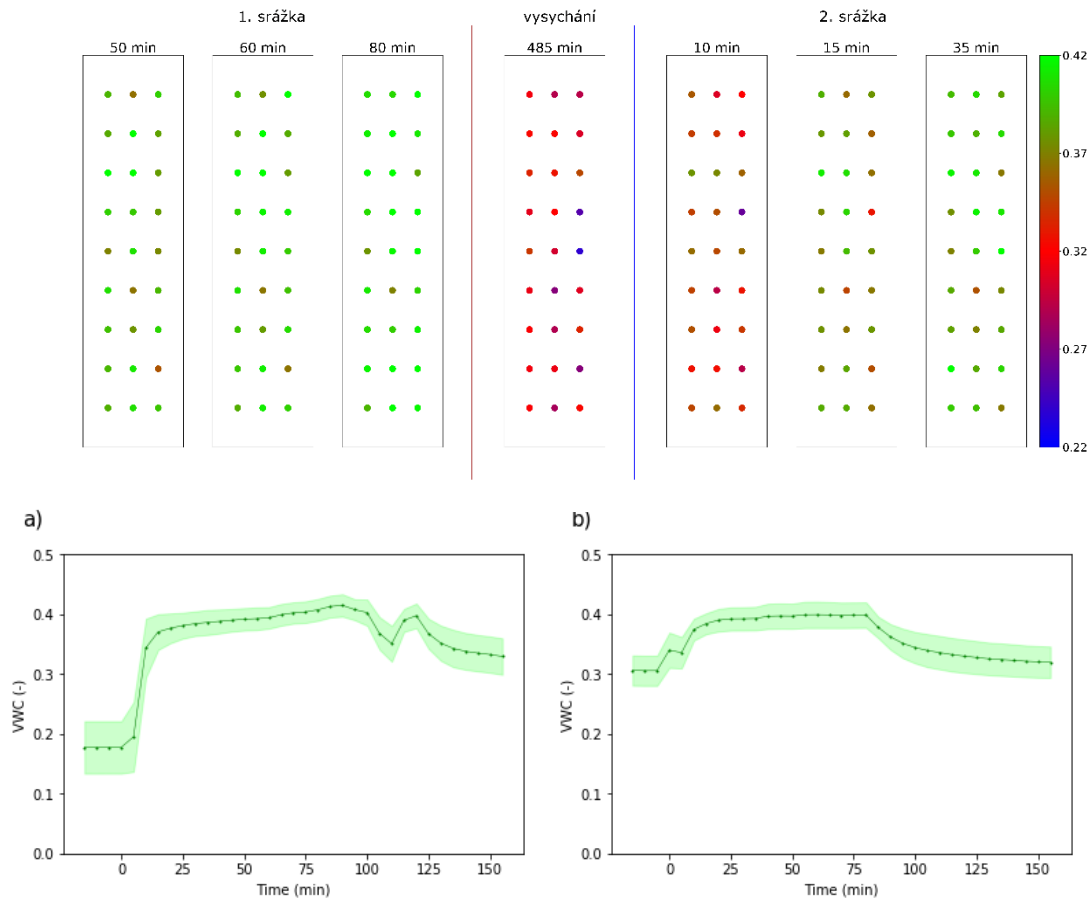 1. srážka vysychání 2. srážka
50 min 60 min 80 min 485 min 10 min 15 min 35 min
0.42
0.37
0.32
0.27
0.22
a) b)
0.5
0.4
0.3
0.2
0.1
0.0
VWC (-)
0 25 50 75 100 125 150
Time (min)
0.5
0.4
0.3
0.2
0.1
0.0
VWC (-)
0 25 50 75 100 125 150
Time (min)